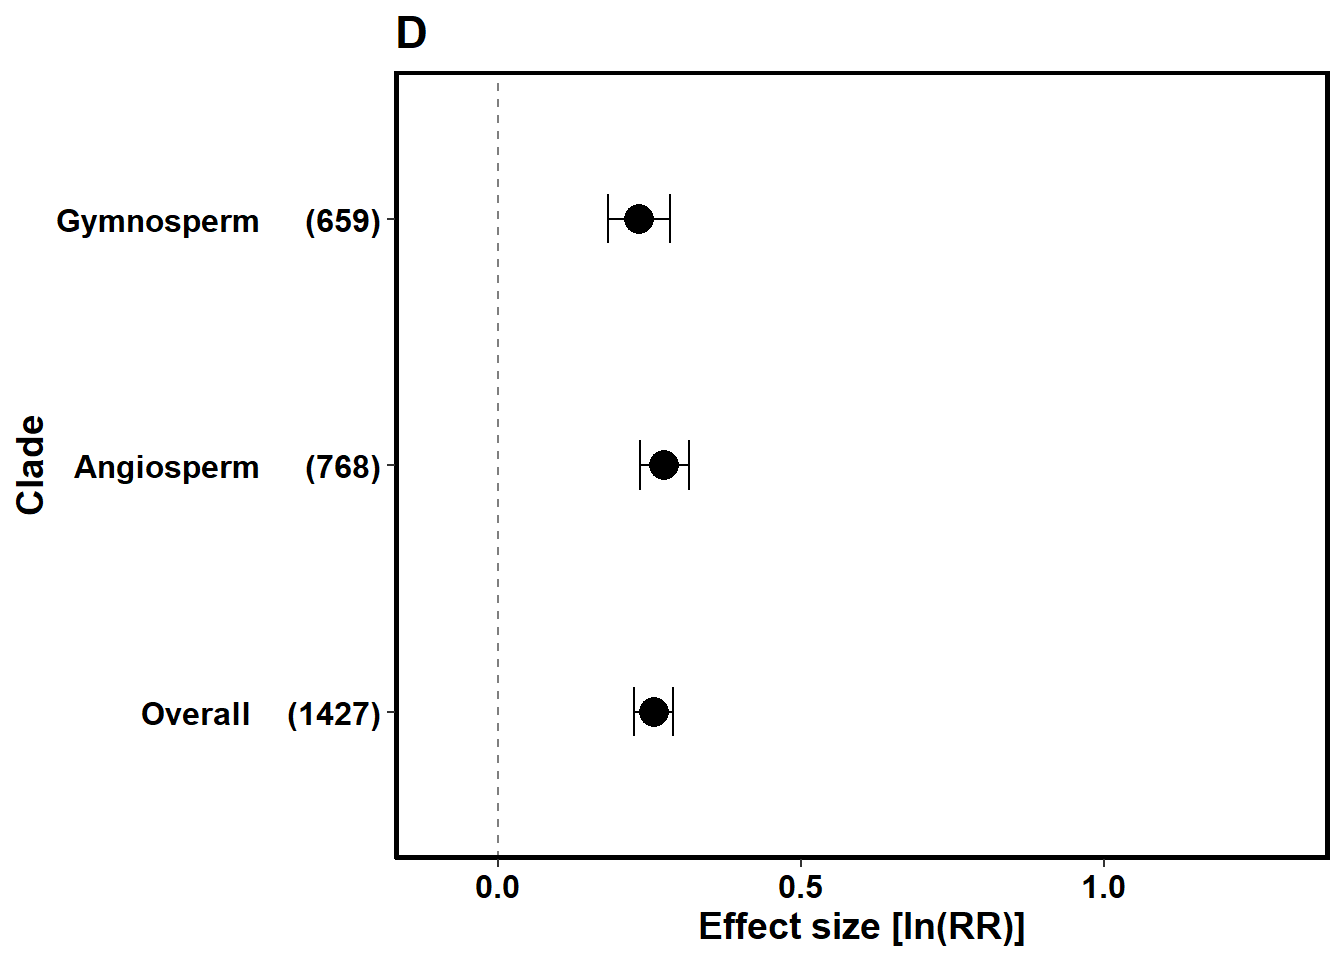 D
Gymnosperm (659)
Angiosperm (768)
Overall (1427)
Clade
0.0 0.5 1.0
Effect size [ln(RR)]